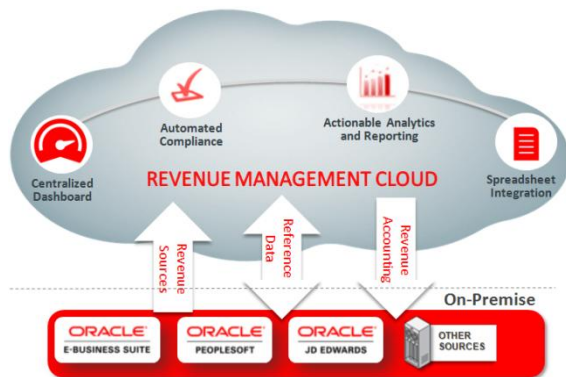 Automated
Compliance
Actionable Analytics
and Reporting
Centralized
Dashboard
REVENUE MANAGEMENT CLOUD
Spreadsheet
Integration
Revenue
Sources
Reference
Data
Revenue
Accounting
On-Premise
ORACLE®
E-BUSINESS SUITE
ORACLE®
PEOPLESOFT
ORACLE®
JD EDWARDS
OTHER
SOURCES